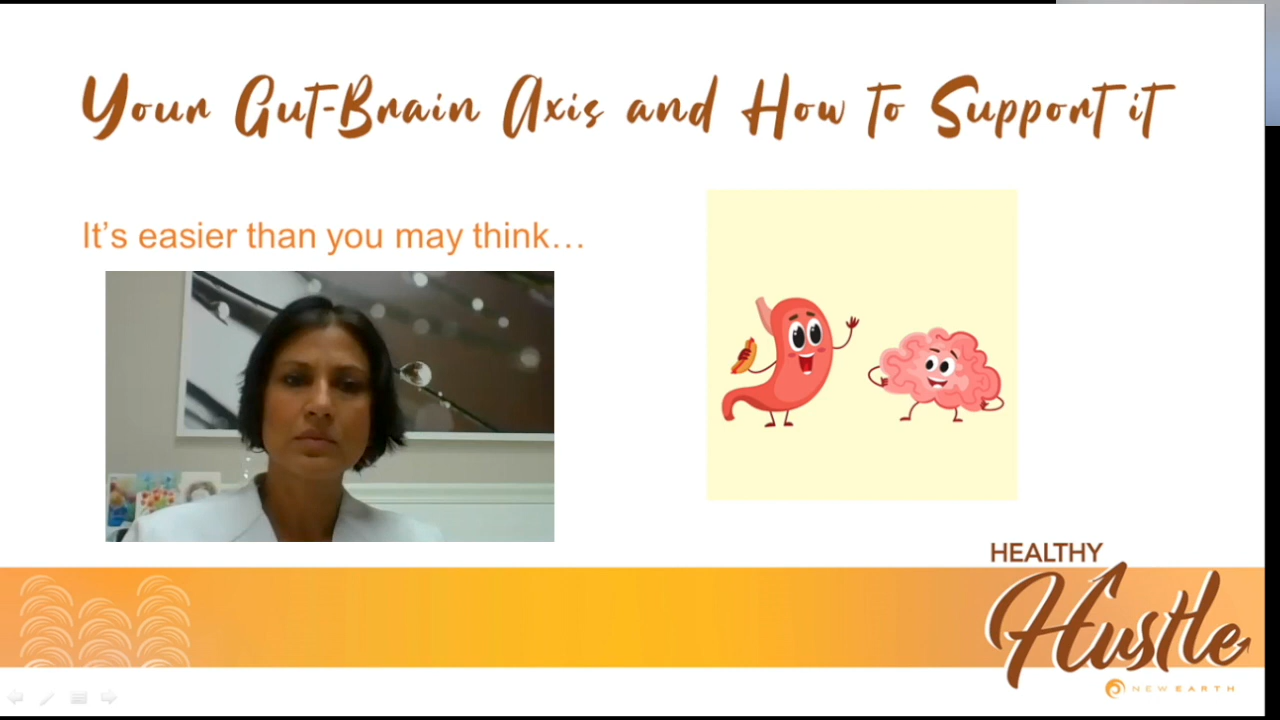 Your Gut-Brain Axis and How to Support it
It’s easier than you may think…
HEALTHY
Hustle
NEW EARTH